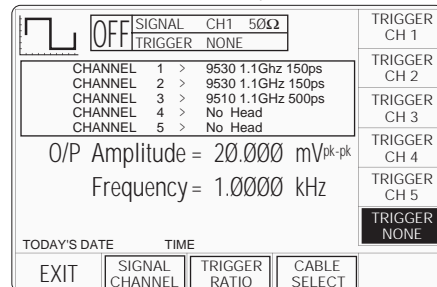 OFF SIGNAL CH1 50Ω
TRIGGER NONE
CHANNEL 1 > 9530 1.1Ghz 150ps
CHANNEL 2 > 9530 1.1GHz 150ps
CHANNEL 3 > 9510 1.1GHz 500ps
CHANNEL 4 > No Head
CHANNEL 5 > No Head
O/P Amplitude = 20.000 mVpk-pk
Frequency = 1.0000 kHz
TODAY'S DATE TIME
TRIGGER
CH 1
TRIGGER
CH 2
TRIGGER
CH 3
TRIGGER
CH 4
TRIGGER
CH 5
TRIGGER
NONE
EXIT
SIGNAL
CHANNEL
TRIGGER
RATIO
CABLE
SELECT